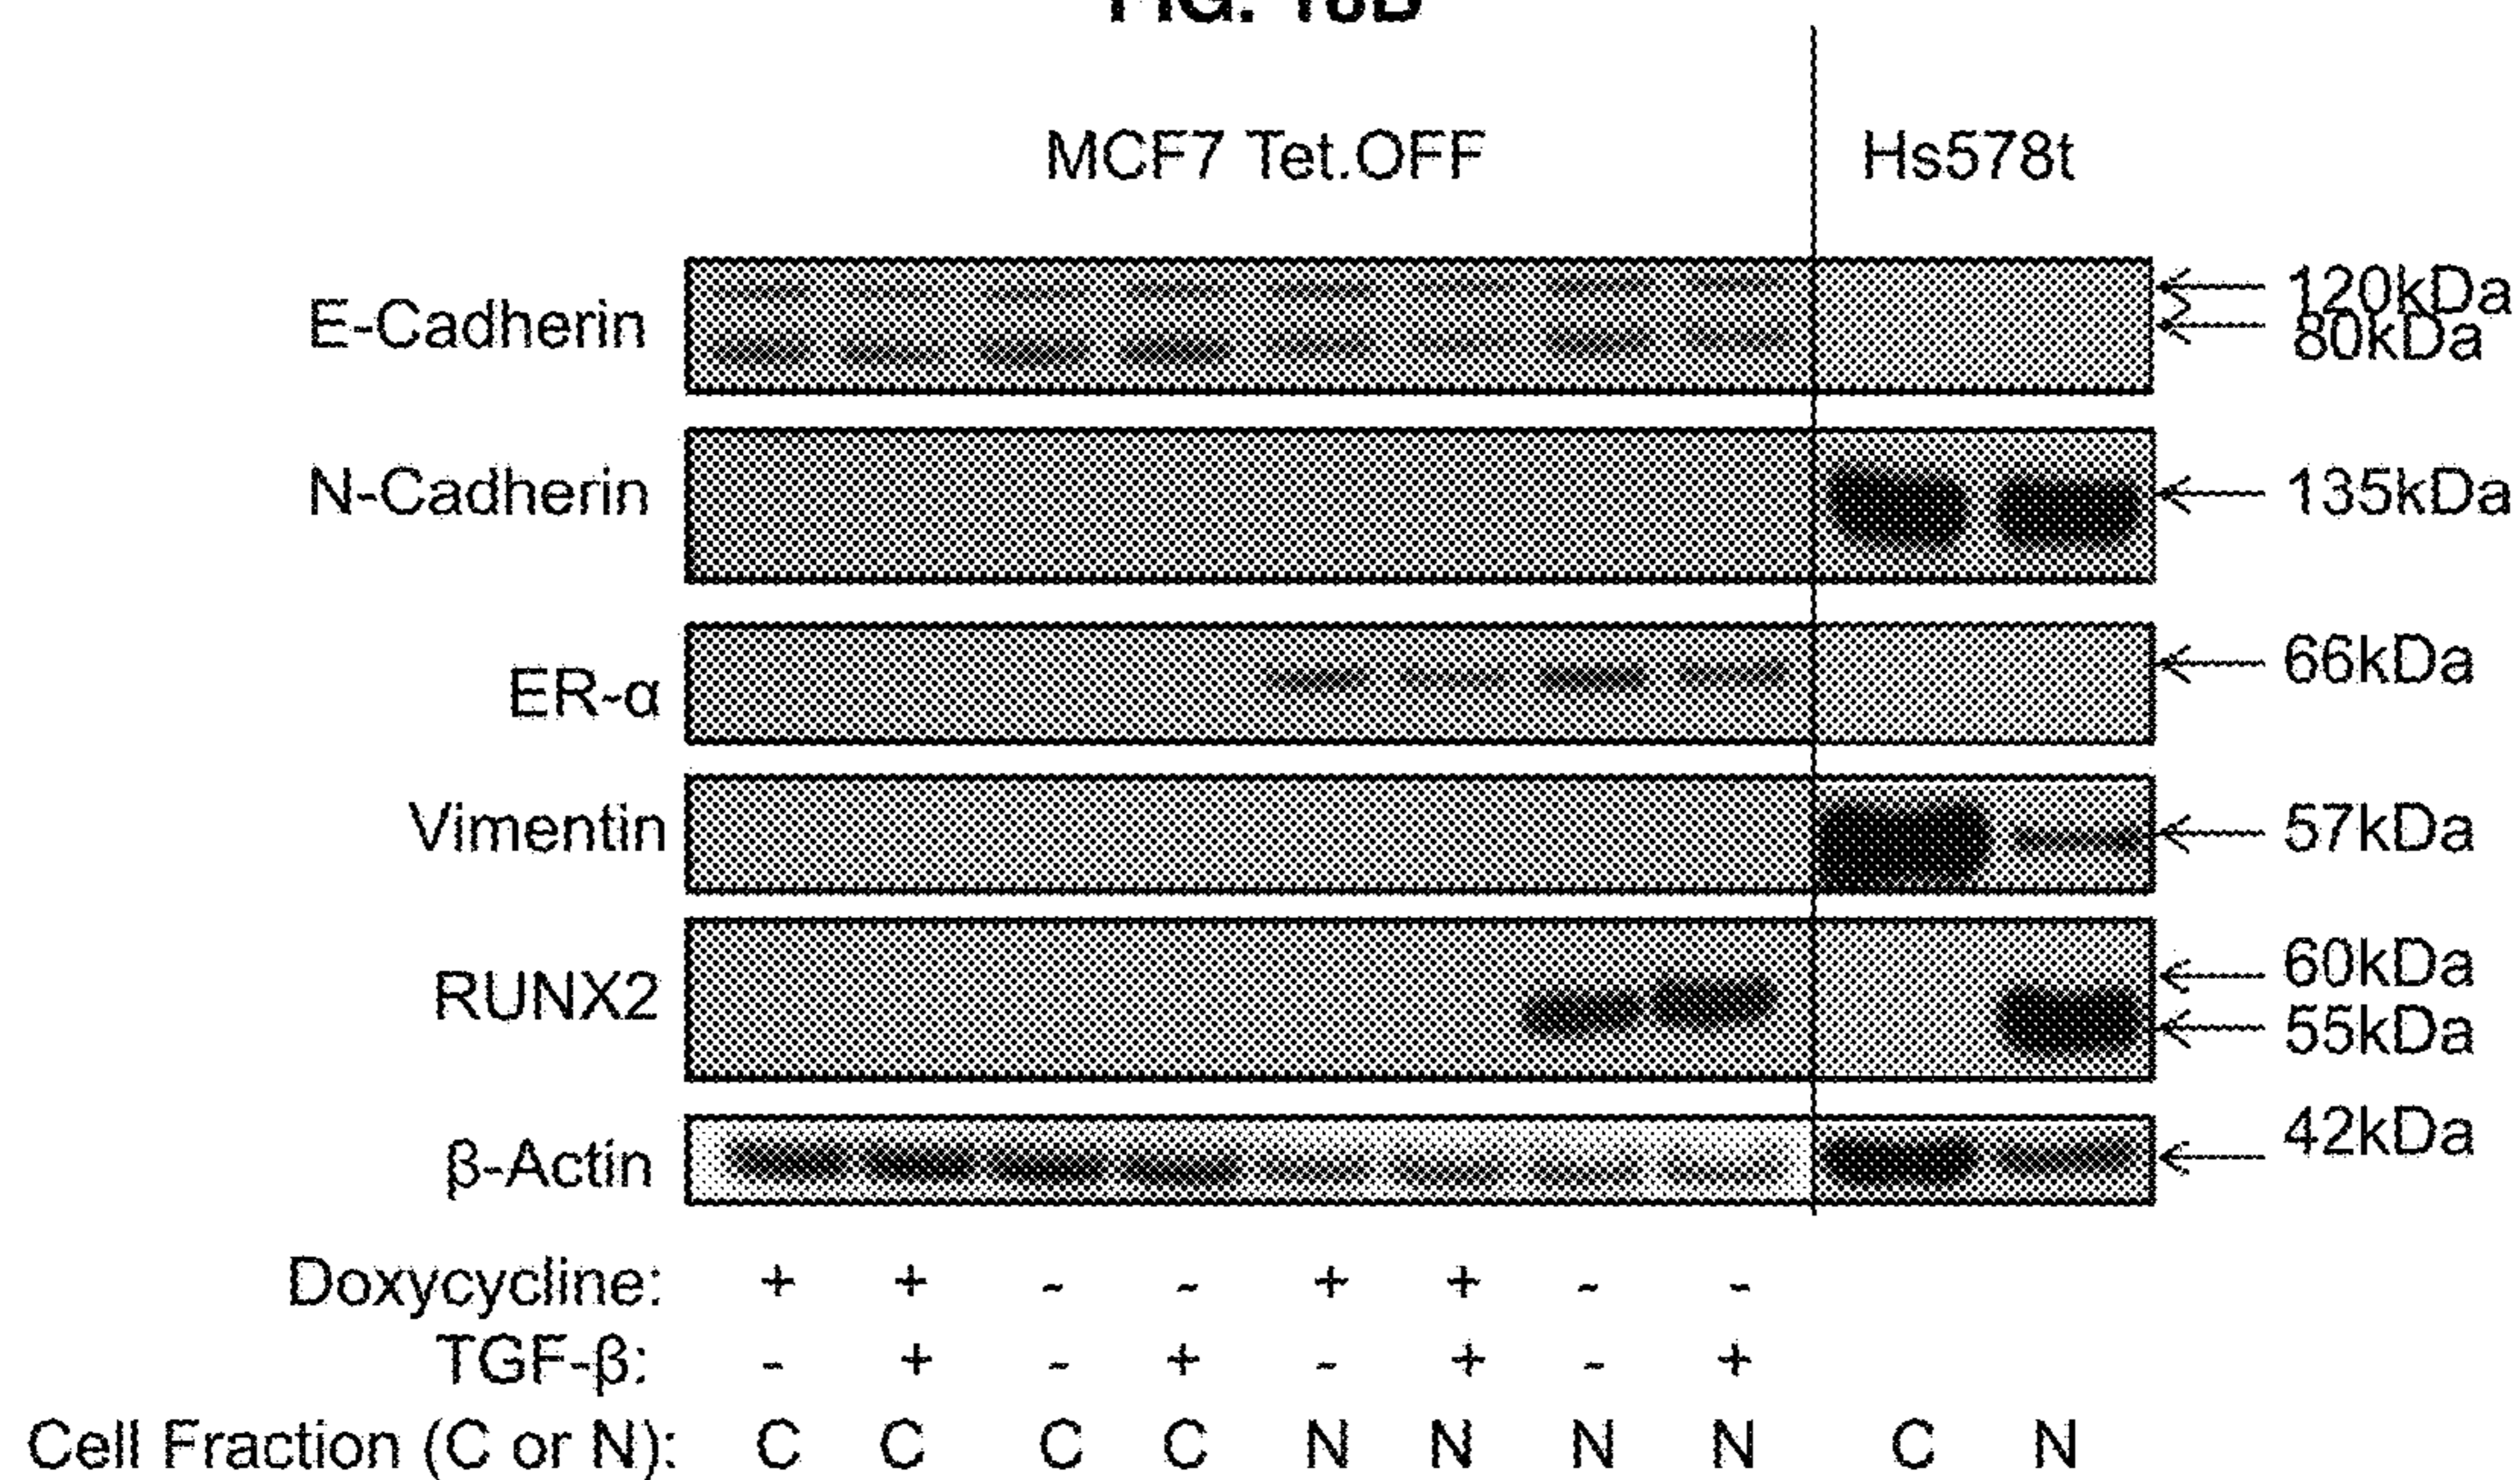 MCF7 Tet.OFF Hs578t
E-Cadherin 120kDa
80kDa
N-Cadherin 135kDa
ER-α 66kDa
Vimentin 57kDa
RUNX2 60kDa
55kDa
β-Actin 42kDa
Doxycycline: + + - - + + - -
TGF-β: - + - + - + - +
Cell Fraction (C or N): C C C C N N N N C N